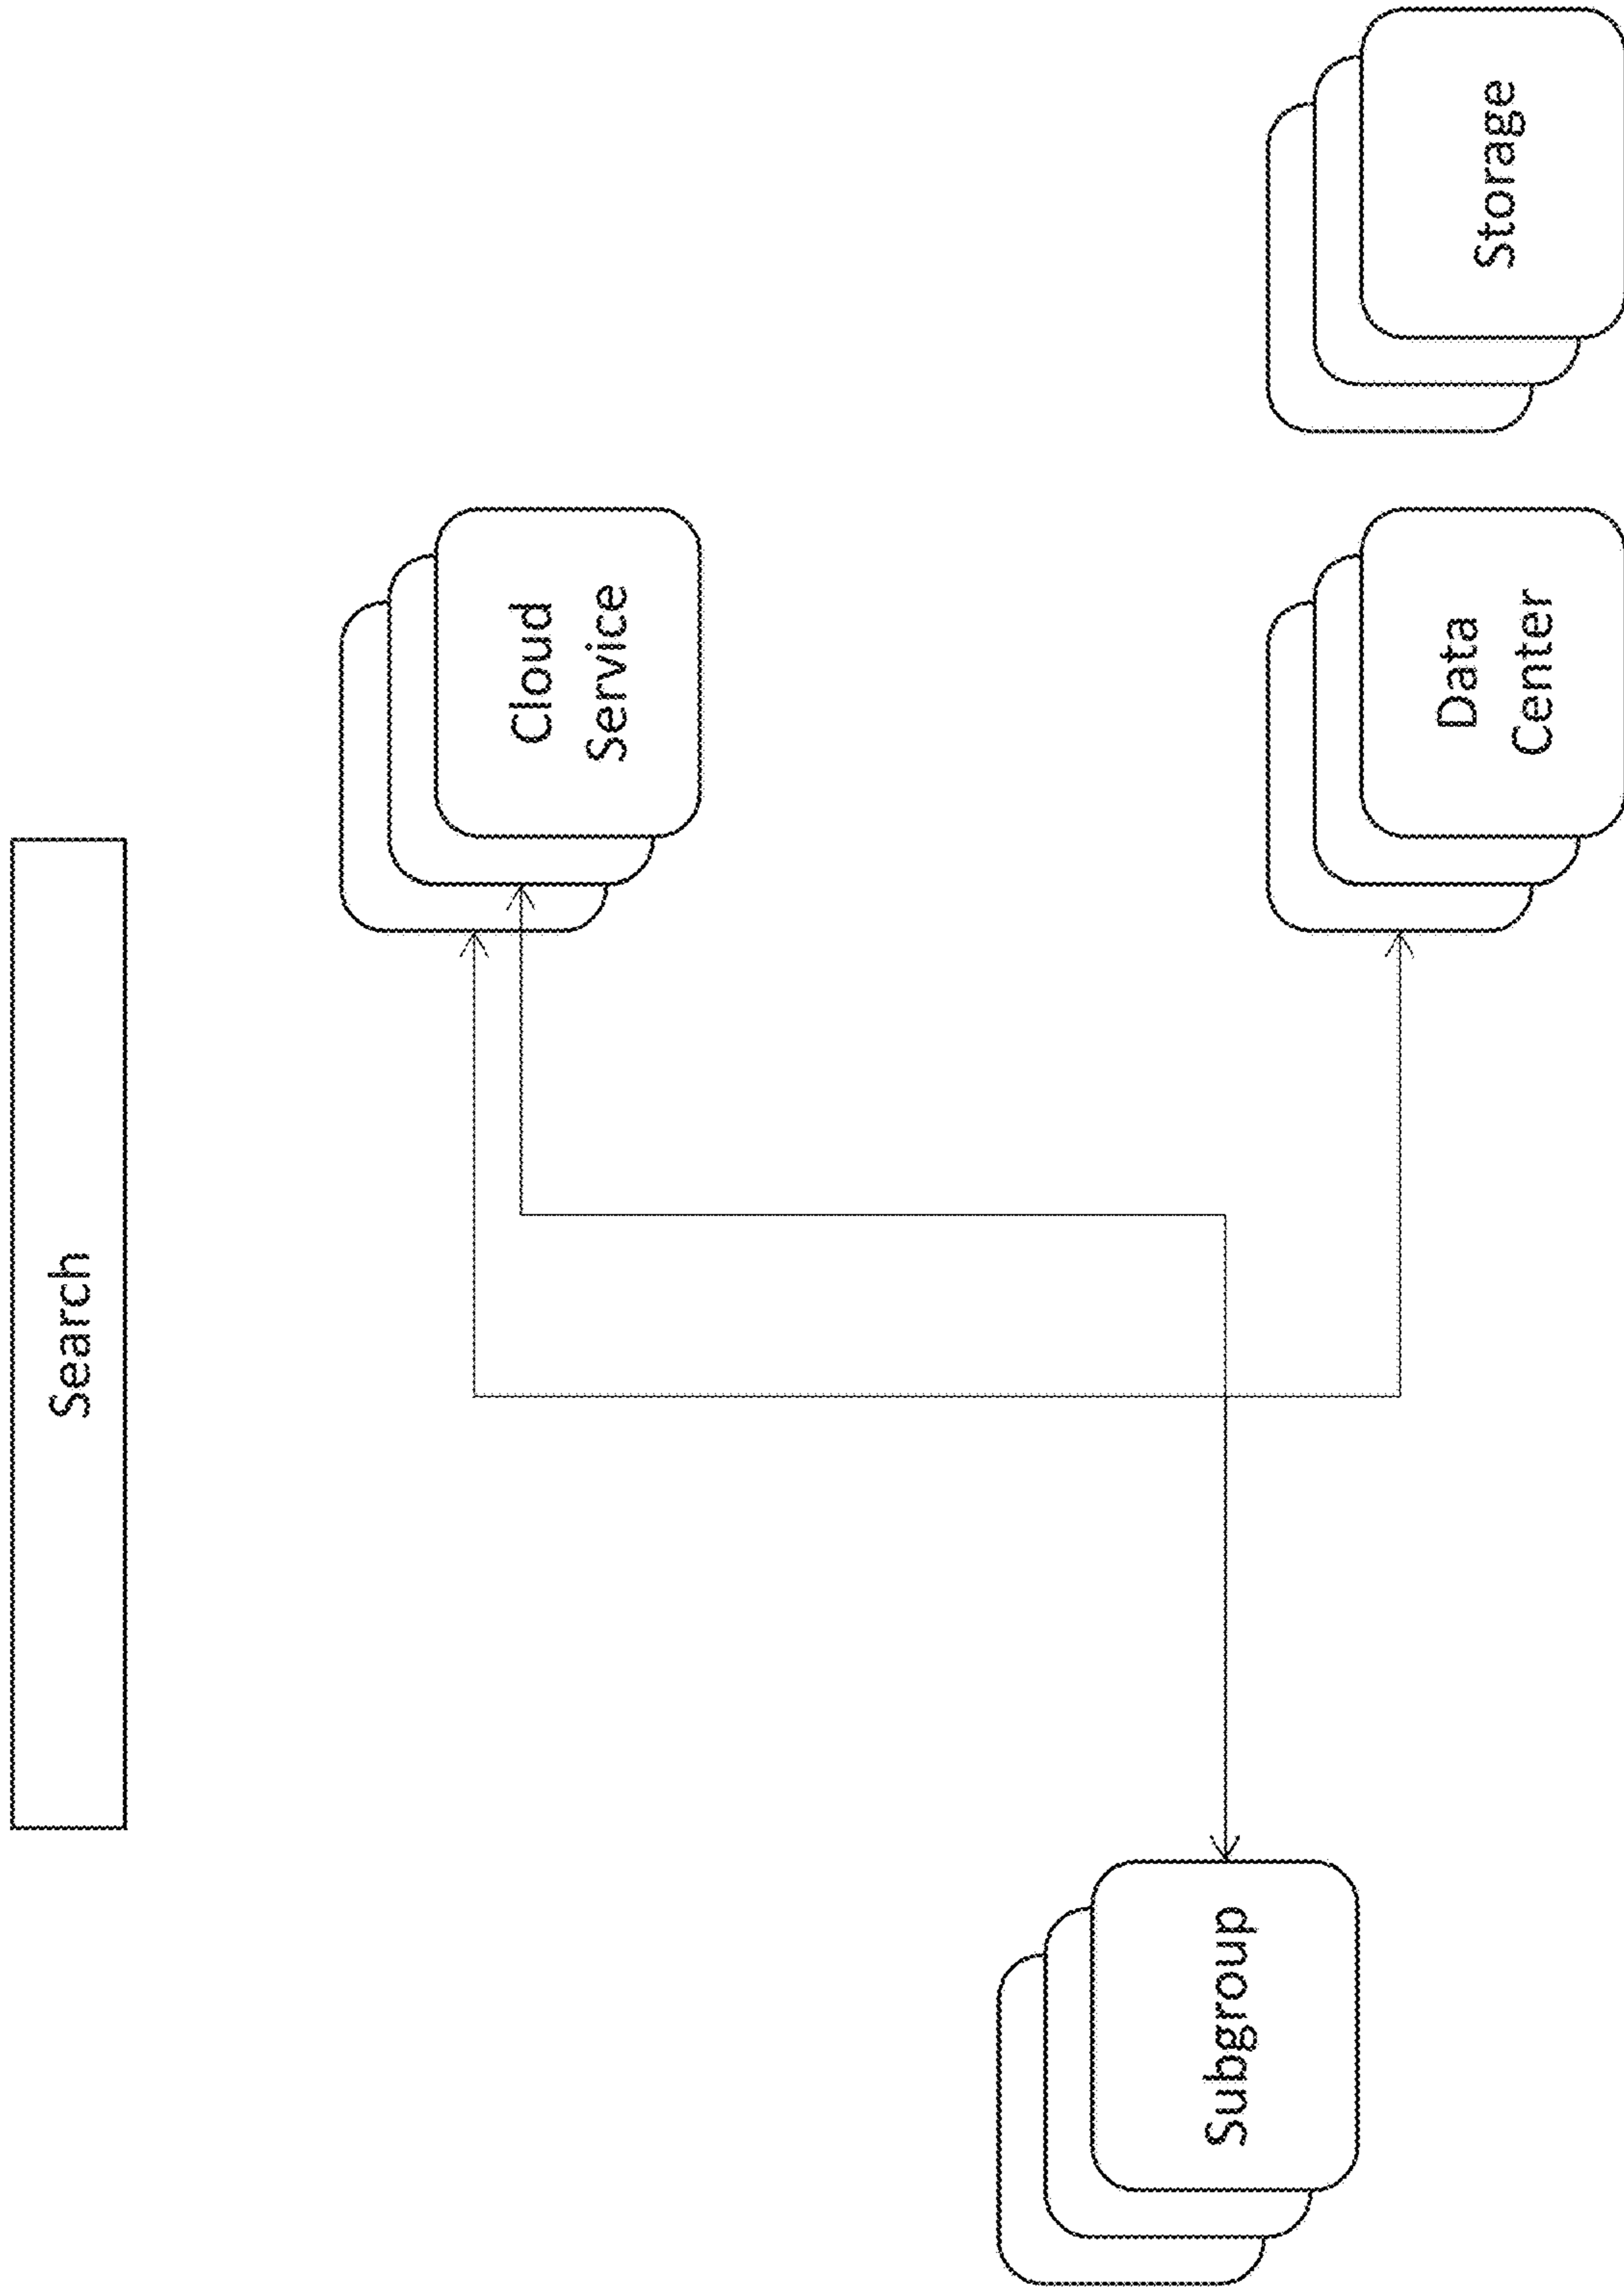 Search
Cloud
Service
Subgroup
Data
Center
Storage